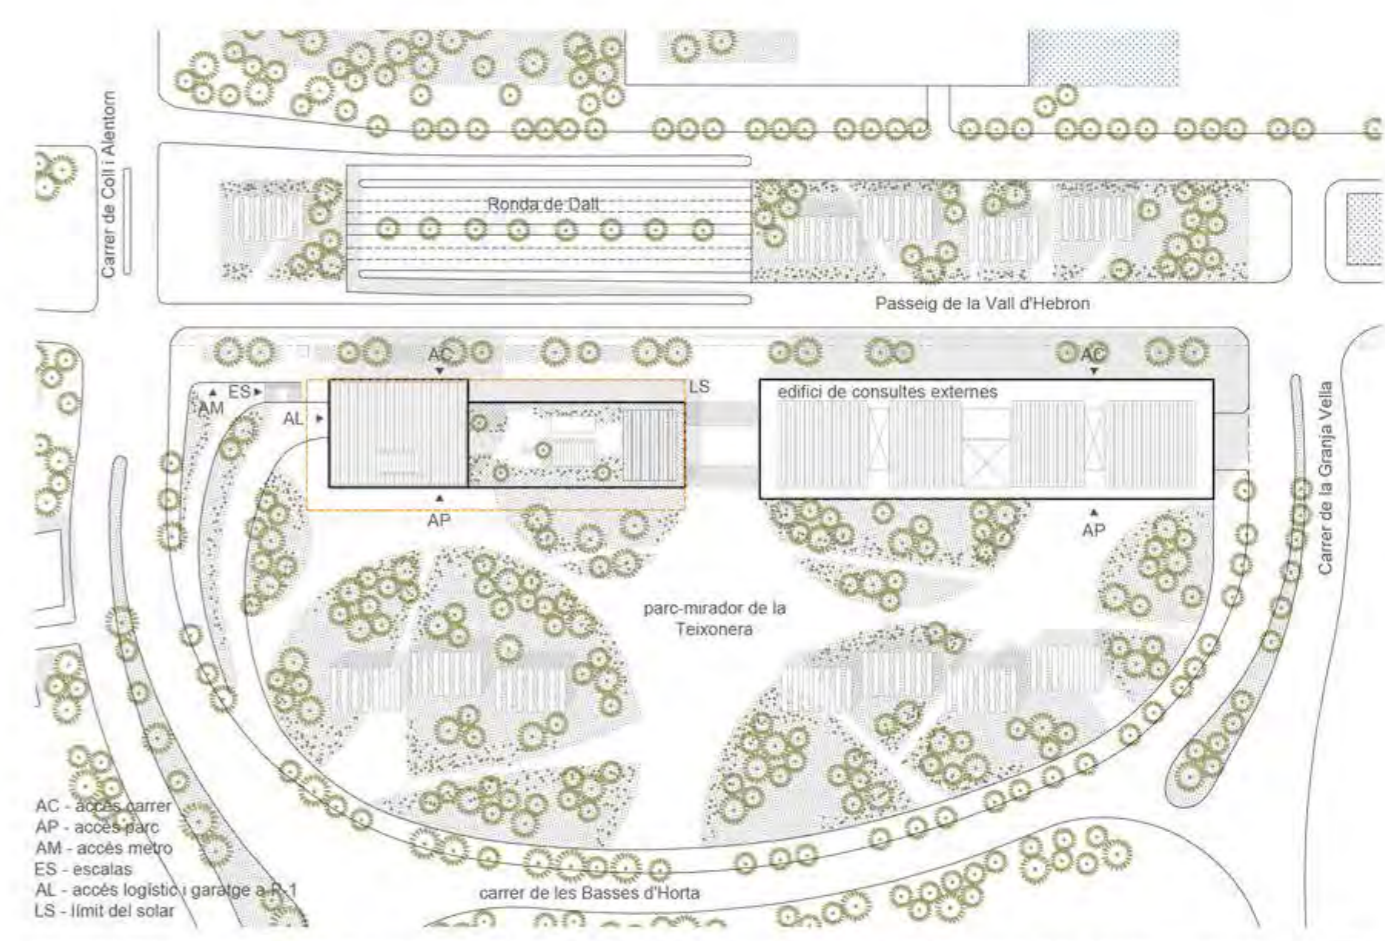 Carrer de Coll i Alentorn
Ronda de Dalt
Passeig de la Vall d'Hebron
AC
AC
ES
AM
AL
LS
edifici de consultes externes
AP
AP
Carrer de la Granja Vella
parc-mirador de la
Teixonera
AC - accés carrer
AP - accés parc
AM - accés metro
ES - escalas
AL - accés logístic i garatge a R-1
LS - límit del solar
carrer de les Basses d'Horta